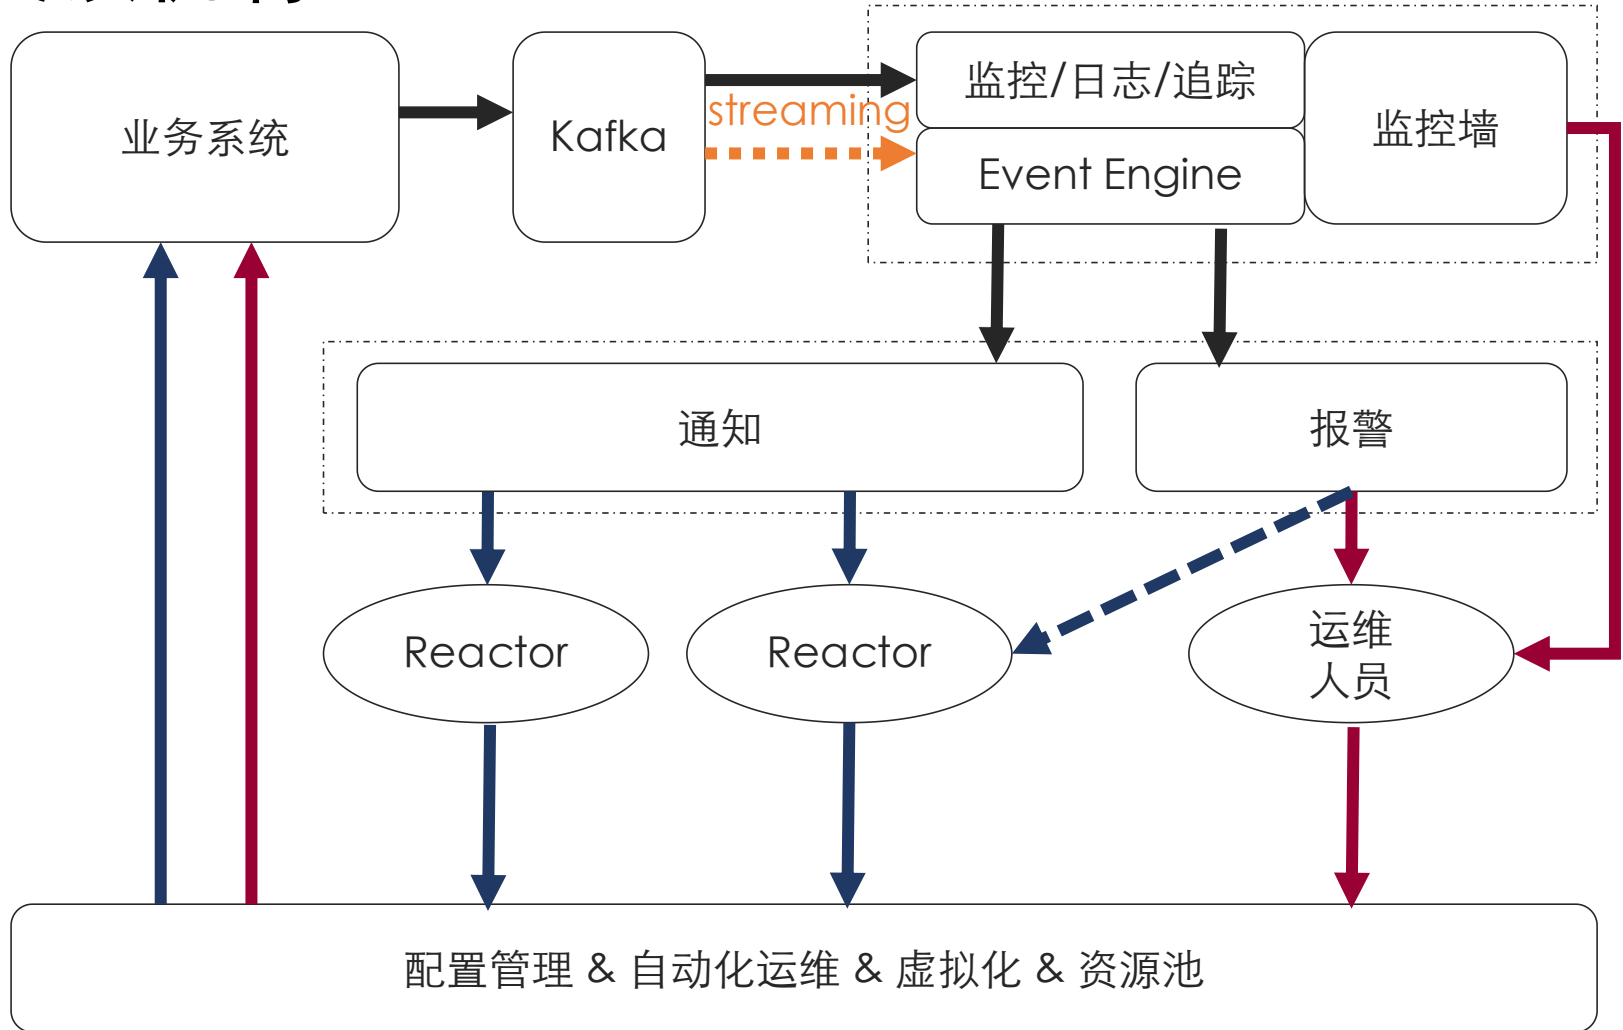 业务系统
Kafka
streaming
监控/日志/追踪
Event Engine
监控墙
通知
报警
Reactor
Reactor
运维
人员
配置管理 & 自动化运维 & 虚拟化 & 资源池